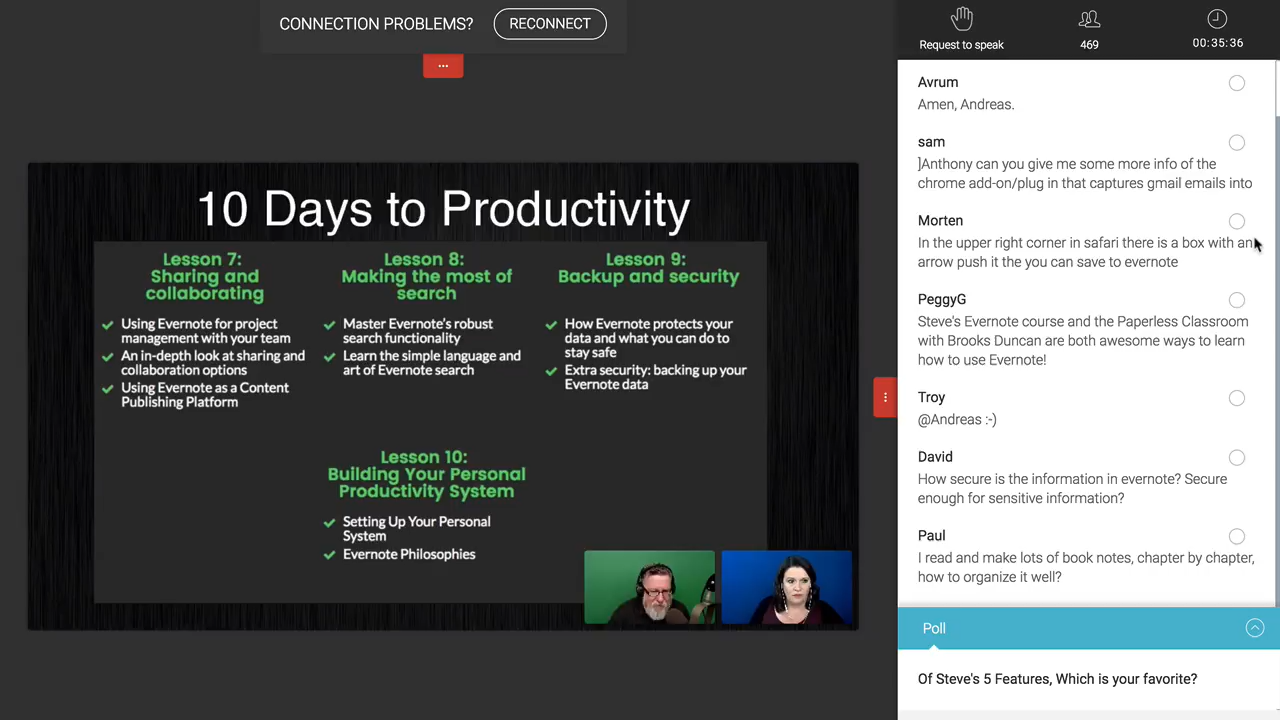 CONNECTION PROBLEMS?
RECONNECT
...
Request to speak
469
00:35:36
10 Days to Productivity
Lesson 7:
Sharing and
collaborating
Using Evernote for project
management with your team
An in-depth look at sharing and
collaboration options
Using Evernote as a Content
Publishing Platform
Lesson 8:
Making the most of
search
Master Evernote's robust
search functionality
Learn the simple language and
art of Evernote search
Lesson 9:
Backup and security
How Evernote protects your
data and what you can do to
stay safe
Extra security: backing up your
Evernote data
Lesson 10:
Building Your Personal
Productivity System
Setting Up Your Personal
System
Evernote Philosophies
Avrum
Amen, Andreas.
sam
]Anthony can you give me some more info of the
chrome add-on/plug in that captures gmail emails into
Morten
In the upper right corner in safari there is a box with an
arrow push it the you can save to evernote
PeggyG
Steve's Evernote course and the Paperless Classroom
with Brooks Duncan are both awesome ways to learn
how to use Evernote!
Troy
@Andreas :-)
David
How secure is the information in evernote? Secure
enough for sensitive information?
Paul
I read and make lots of book notes, chapter by chapter,
how to organize it well?
Poll
Of Steve's 5 Features, Which is your favorite?